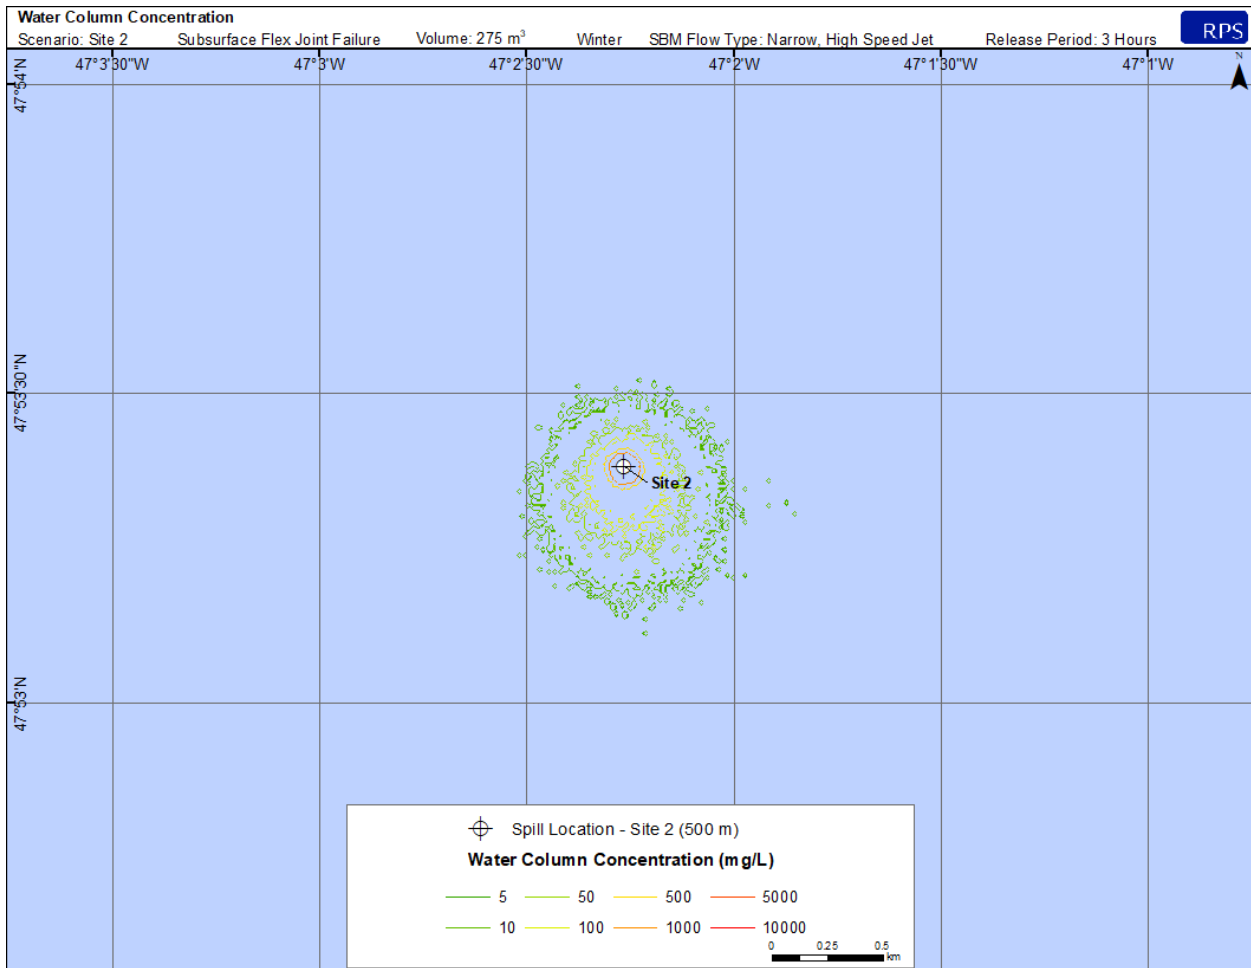 Water Column Concentration
Scenario: Site 2 Subsurface Flex Joint Failure Volume: 275 m³ Winter SBM Flow Type: Narrow, High Speed Jet Release Period: 3 Hours
RPS
47°3'30"W 47°3'W 47°2'30"W 47°2'W 47°1'30"W 47°1'W
N
47°54'N
47°53'30"N
Site 2
47°53'N
Spill Location - Site 2 (500 m)
Water Column Concentration (mg/L)
5 50 500 5000
10 100 1000 10000
0 0.25 0.5
km